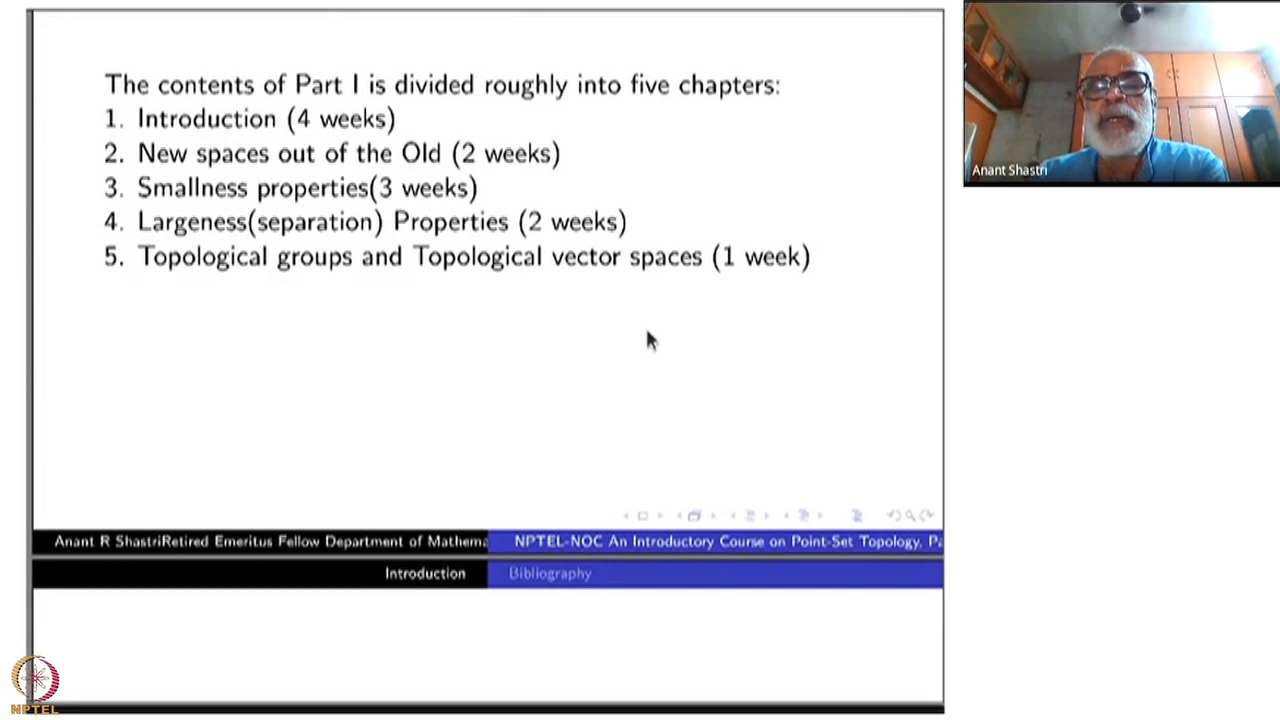 The contents of Part I is divided roughly into five chapters:
1. Introduction (4 weeks)
2. New spaces out of the Old (2 weeks)
3. Smallness properties(3 weeks)
4. Largeness(separation) Properties (2 weeks)
5. Topological groups and Topological vector spaces (1 week)
Anant Shastri
Anant R ShastriRetired Emeritus Fellow Department of Mathema
NPTEL-NOC An Introductory Course on Point-Set Topology, Pa
Introduction
Bibliography
NPTEL